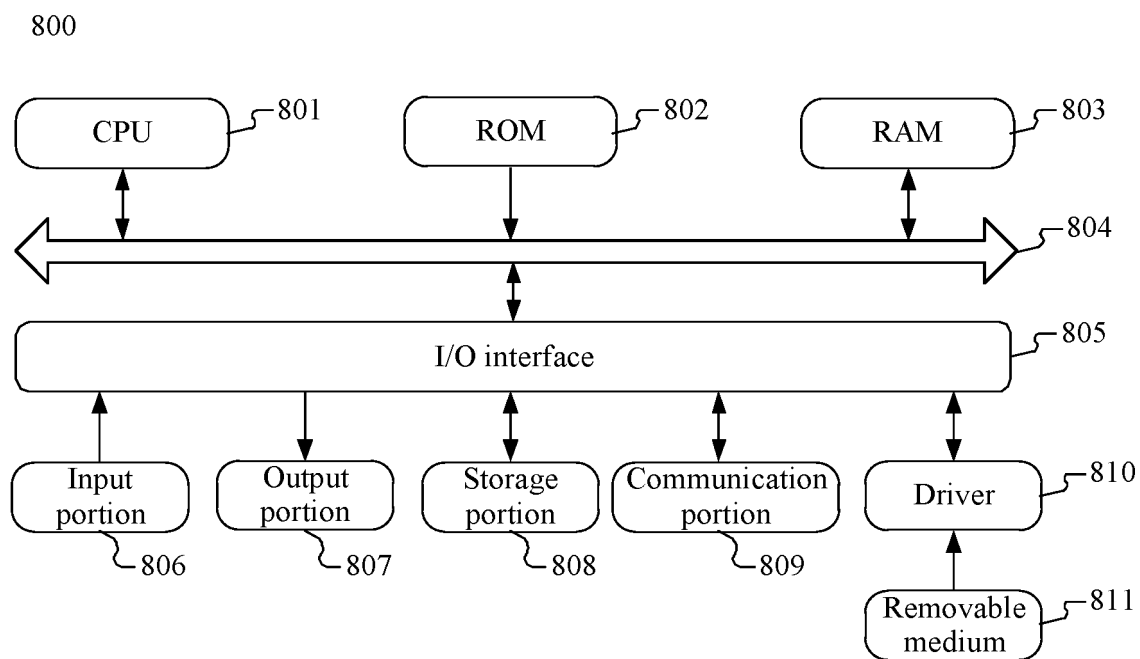 800
CPU
801
ROM
802
RAM
803
804
I/O interface
805
Input
portion
806
Output
portion
807
Storage
portion
808
Communication
portion
809
Driver
810
Removable
medium
811